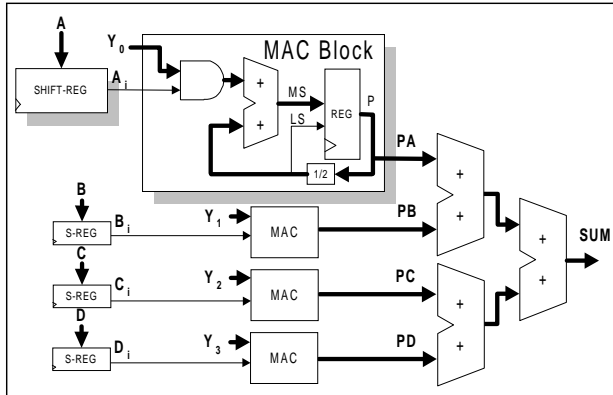 A
Y0
MAC Block
SHIFT-REG
Ai
+
+
MS
LS
REG
P
1/2
PA
B
S-REG
Bi
Y1
MAC
PB
+
+
C
S-REG
Ci
Y2
MAC
PC
+
+
D
S-REG
Di
Y3
MAC
PD
+
+
SUM